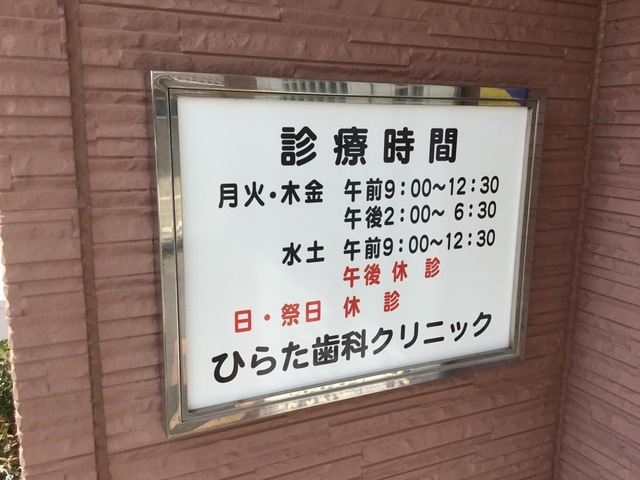 診療時間
月火・木金 午前9:00〜12:30
午後2:00〜 6:30
水土 午前9:00〜12:30
午後 休 診
日・祭日 休 診
ひらた歯科クリニック